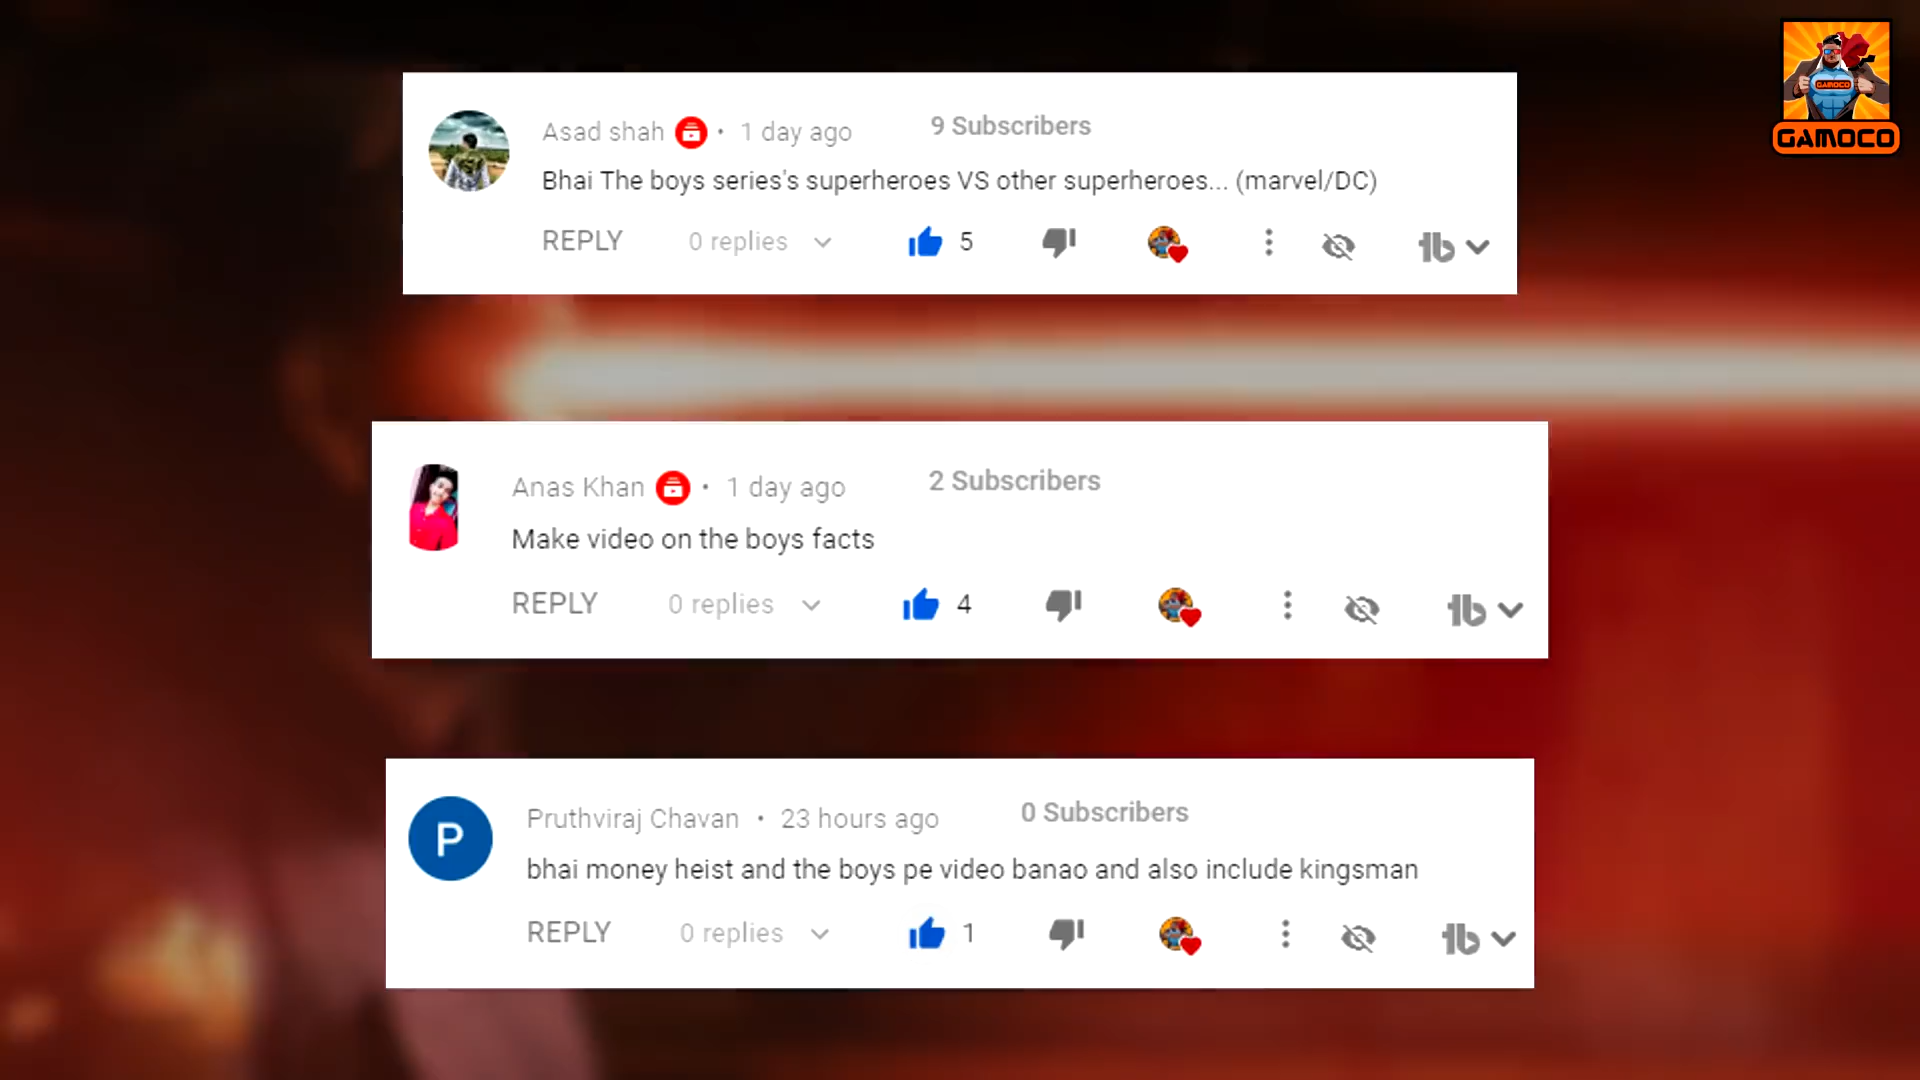 GAMOCO
GAMOCO
Asad shah • 1 day ago 9 Subscribers
Bhai The boys series's superheroes VS other superheroes... (marvel/DC)
REPLY 0 replies 5
Anas Khan • 1 day ago 2 Subscribers
Make video on the boys facts
REPLY 0 replies 4
P
Pruthviraj Chavan • 23 hours ago 0 Subscribers
bhai money heist and the boys pe video banao and also include kingsman
REPLY 0 replies 1